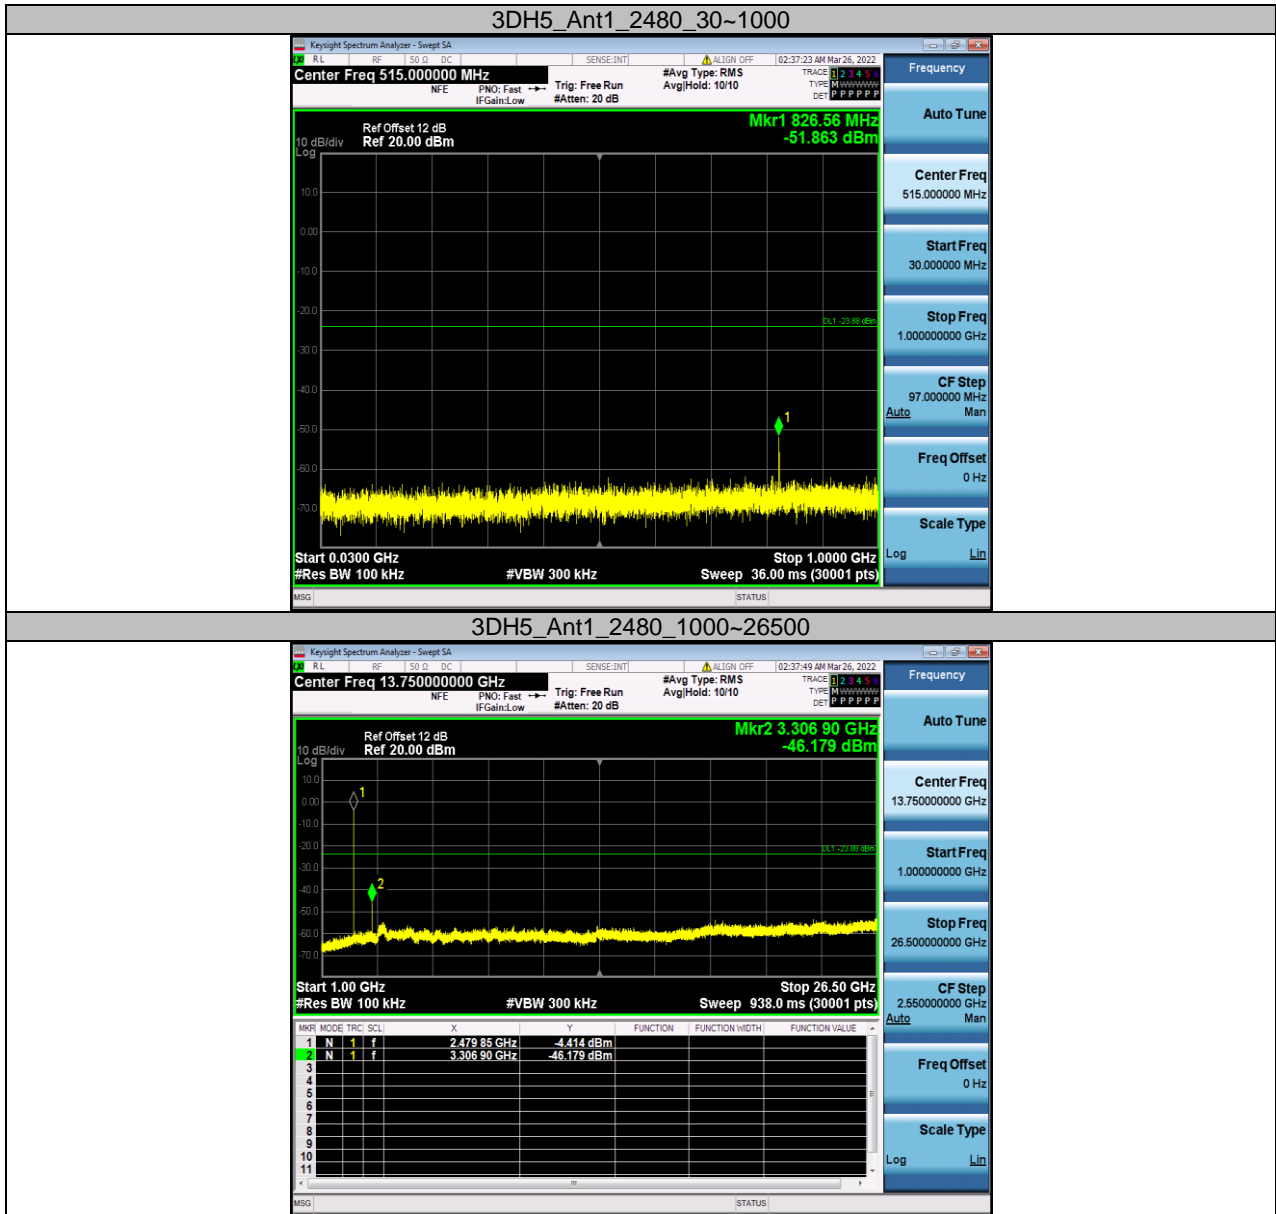 3DH5_Ant1_2480_30~1000
Keysight Spectrum Analyzer - Swept SA
RL RF 50 Ω DC SENSE:INT ALIGN OFF 02:37:23 AM Mar 26, 2022
Center Freq 515.000000 MHz
NFE PNO: Fast Trig: Free Run #Avg Type: RMS TRACE 1 2 3 4 5 6
IFGain:Low #Atten: 20 dB Avg|Hold: 10/10 TYPE M WWWWW
DET P P P P P P
Frequency
Mkr1 826.56 MHz
-51.863 dBm
Ref Offset 12 dB
10 dB/div Ref 20.00 dBm
Log
10.0
0.00
-10.0
-20.0
DL1 -23.88 dBm
-30.0
-40.0
1
-50.0
-60.0
-70.0
Start 0.0300 GHz Stop 1.0000 GHz
#Res BW 100 kHz #VBW 300 kHz Sweep 36.00 ms (30001 pts)
MSG STATUS
Auto Tune
Center Freq
515.000000 MHz
Start Freq
30.000000 MHz
Stop Freq
1.000000000 GHz
CF Step
97.000000 MHz
Auto Man
Freq Offset
0 Hz
Scale Type
Log Lin
3DH5_Ant1_2480_1000~26500
Keysight Spectrum Analyzer - Swept SA
RL RF 50 Ω DC SENSE:INT ALIGN OFF 02:37:49 AM Mar 26, 2022
Center Freq 13.750000000 GHz
NFE PNO: Fast Trig: Free Run #Avg Type: RMS TRACE 1 2 3 4 5 6
IFGain:Low #Atten: 20 dB Avg|Hold: 10/10 TYPE M WWWWW
DET P P P P P P
Frequency
Mkr2 3.306 90 GHz
-46.179 dBm
Ref Offset 12 dB
10 dB/div Ref 20.00 dBm
Log
10.0
1
0.00
-10.0
-20.0
DL1 -23.88 dBm
-30.0
-40.0
2
-50.0
-60.0
-70.0
Start 1.00 GHz Stop 26.50 GHz
#Res BW 100 kHz #VBW 300 kHz Sweep 938.0 ms (30001 pts)
MKR MODE TRC SCL X Y FUNCTION FUNCTION WIDTH FUNCTION VALUE
1 N 1 f 2.479 85 GHz -4.414 dBm
2 N 1 f 3.306 90 GHz -46.179 dBm
3
4
5
6
7
8
9
10
11
MSG STATUS
Auto Tune
Center Freq
13.750000000 GHz
Start Freq
1.000000000 GHz
Stop Freq
26.500000000 GHz
CF Step
2.550000000 GHz
Auto Man
Freq Offset
0 Hz
Scale Type
Log Lin